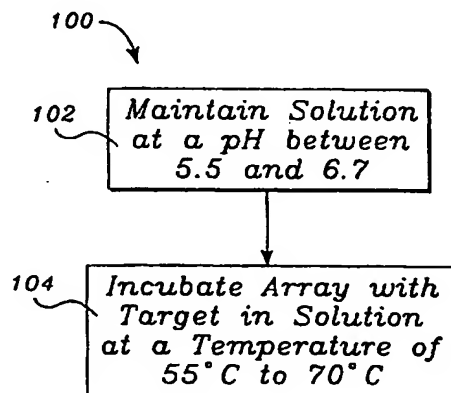 100
102
Maintain Solution
at a pH between
5.5 and 6.7
104
Incubate Array with
Target in Solution
at a Temperature of
55°C to 70°C